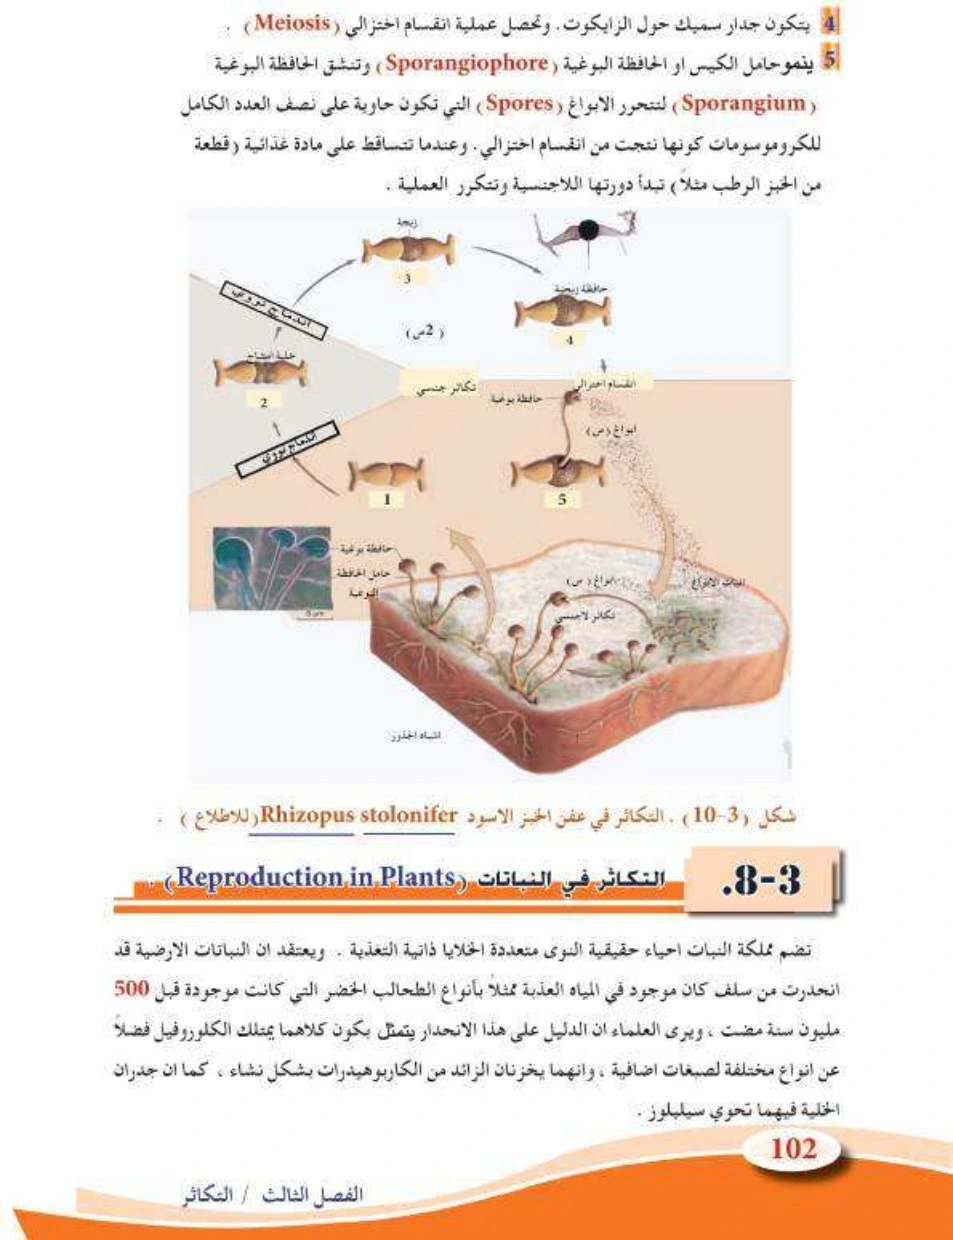 4 يتكون جدار سميك حول الزايكوت . وتحصل عملية انقسام اختزالي (Meiosis) .
5 ينمو حامل الكيس او الحافظة البوغية (Sporangiophore) وتنشق الحافظة البوغية
(Sporangium) لتتحرر الابواغ (Spores) التي تكون حاوية على نصف العدد الكامل
للكروموسومات كونها نتجت من انقسام اختزالي . وعندما تتساقط على مادة غذائية (قطعة
من الخبز الرطب مثلاً) تبدأ دورتها اللاجنسية وتتكرر العملية .
زيجة
3
حافظة زيجية
4
(2ص)
اندماج نووي
خلية امشاج
2
تكاثر جنسي
انقسام اختزالي
حافظة بوغية
ابواغ (ص)
5
1
حافظة بوغية
حامل الحافظة
البوغية
ابواغ (ص)
انبات الابواغ
تكاثر لاجنسي
اشباه الجذور
شكل (3-10) . التكاثر في عفن الخبز الاسود Rhizopus stolonifer (للاطلاع) .
8-3. التكاثر في النباتات (Reproduction in Plants) .
تضم مملكة النبات احياء حقيقية النوى متعددة الخلايا ذاتية التغذية . ويعتقد ان النباتات الارضية قد
انحدرت من سلف كان موجود في المياه العذبة ممثلاً بأنواع الطحالب الخضر التي كانت موجودة قبل 500
مليون سنة مضت ، ويرى العلماء ان الدليل على هذا الانحدار يتمثل بكون كلاهما يمتلك الكلوروفيل فضلاً
عن انواع مختلفة لصبغات اضافية ، وانهما يخزنان الزائد من الكاربوهيدرات بشكل نشاء ، كما ان جدران
الخلية فيهما تحوي سيليلوز .
102
الفصل الثالث / التكاثر